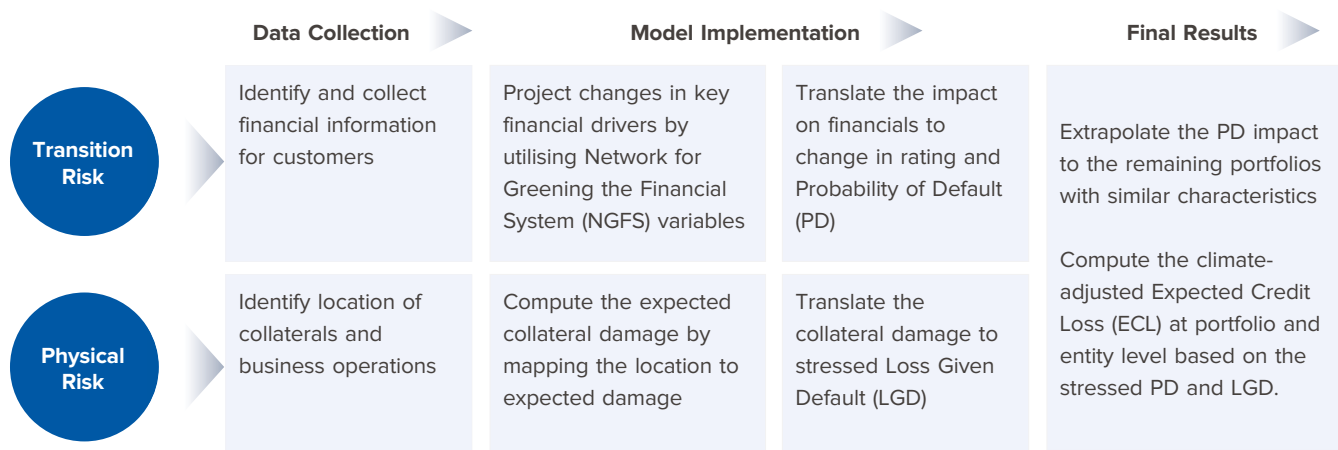 Data Collection
Model Implementation
Final Results
Transition
Risk
Identify and collect
financial information
for customers
Project changes in key
financial drivers by
utilising Network for
Greening the Financial
System (NGFS) variables
Translate the impact
on financials to
change in rating and
Probability of Default
(PD)
Extrapolate the PD impact
to the remaining portfolios
with similar characteristics
Compute the climate-
adjusted Expected Credit
Loss (ECL) at portfolio and
entity level based on the
stressed PD and LGD.
Physical
Risk
Identify location of
collaterals and
business operations
Compute the expected
collateral damage by
mapping the location to
expected damage
Translate the
collateral damage to
stressed Loss Given
Default (LGD)